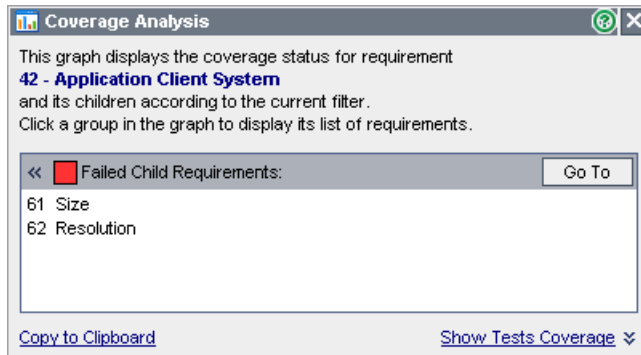 Coverage Analysis
This graph displays the coverage status for requirement
42 - Application Client System
and its children according to the current filter.
Click a group in the graph to display its list of requirements.
« Failed Child Requirements: Go To
61 Size
62 Resolution
Copy to Clipboard Show Tests Coverage